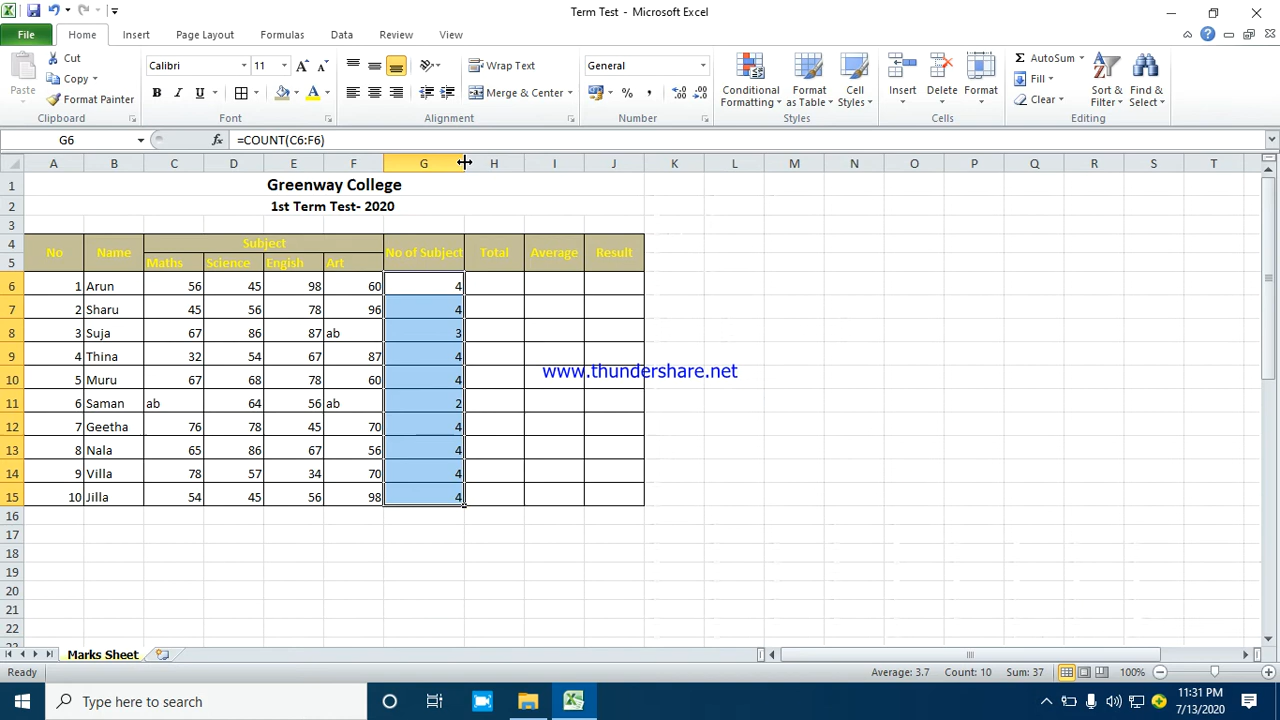 Term Test - Microsoft Excel
File Home Insert Page Layout Formulas Data Review View
Paste Cut Copy Format Painter Clipboard
Calibri 11 B I U A Font
Wrap Text Merge & Center Alignment
General % , Number
Conditional Formatting Format as Table Cell Styles Styles
Insert Delete Format Cells
Σ AutoSum Fill Clear Sort & Filter Find & Select Editing
G6 fx =COUNT(C6:F6)
A B C D E F G H I J K L M N O P Q R S T
1 Greenway College
2 1st Term Test- 2020
3
4 No Name Subject No of Subject Total Average Result
5 Maths Science Engish Art
6 1 Arun 56 45 98 60 4
7 2 Sharu 45 56 78 96 4
8 3 Suja 67 86 87 ab 3
9 4 Thina 32 54 67 87 4
www.thundershare.net
10 5 Muru 67 68 78 60 4
11 6 Saman ab 64 56 ab 2
12 7 Geetha 76 78 45 70 4
13 8 Nala 65 86 67 56 4
14 9 Villa 78 57 34 70 4
15 10 Jilla 54 45 56 98 4
16
17
18
19
20
21
22
Marks Sheet
Ready Average: 3.7 Count: 10 Sum: 37 100%
Type here to search
11:31 PM
7/13/2020